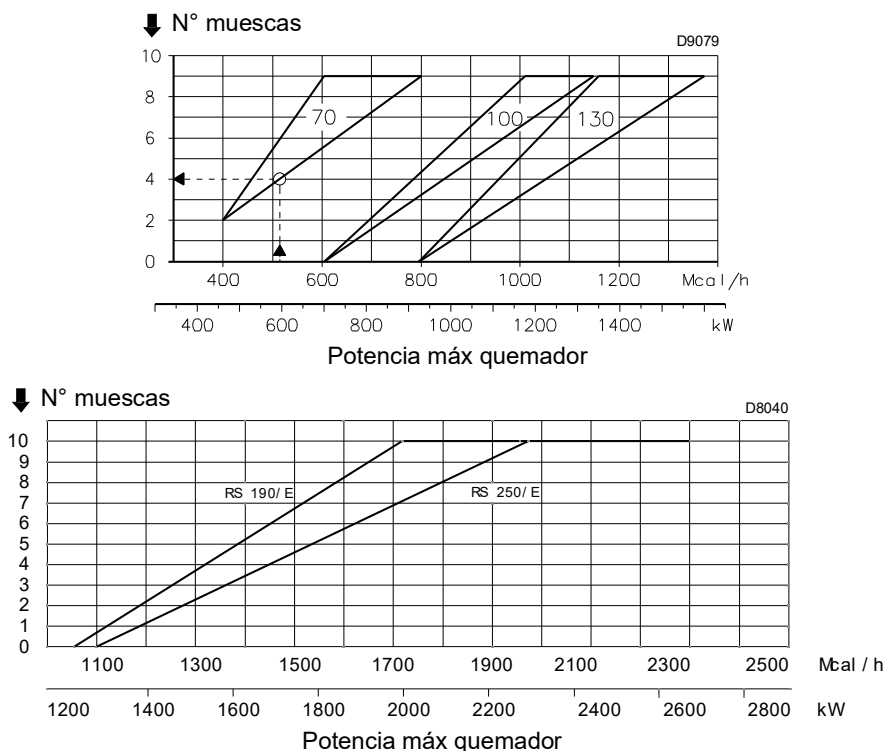 N° muescas
D9079
10
8
6
4
2
0
70
100
130
400 600 800 1000 1200 Mcal/h
400 600 800 1000 1200 1400 kW
Potencia máx quemador
N° muescas
D8040
10
9
8
7
6
5
4
3
2
1
0
RS 190/E
RS 250/E
1100 1300 1500 1700 1900 2100 2300 2500 Mcal / h
1200 1400 1600 1800 2000 2200 2400 2600 2800 kW
Potencia máx quemador